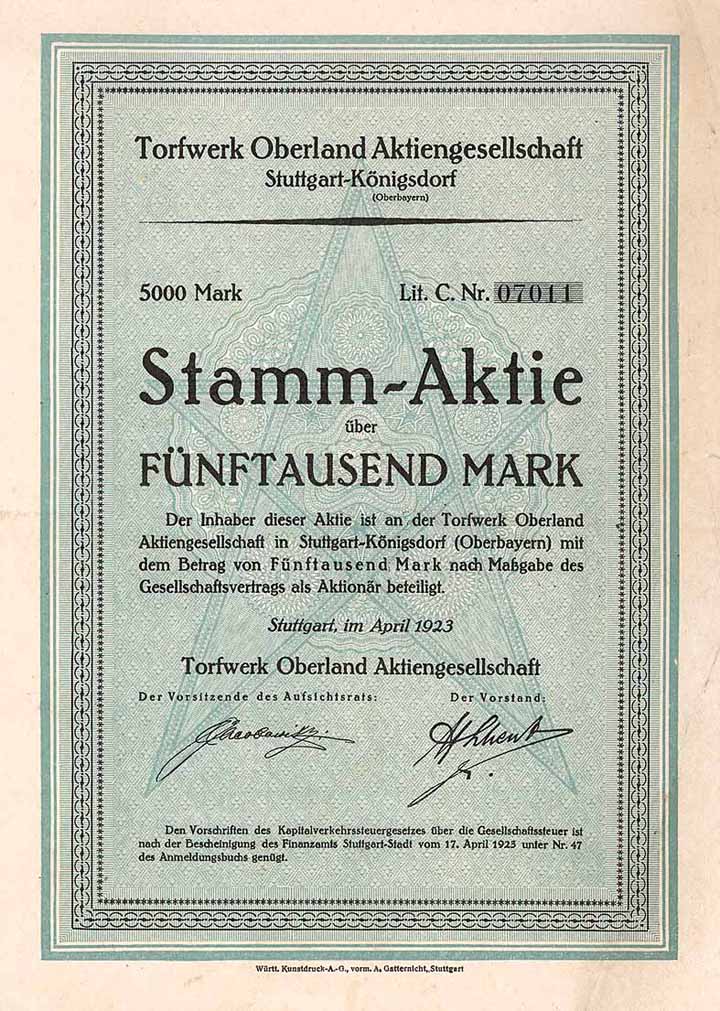 Torfwerk Oberland Aktiengesellschaft
Stuttgart-Königsdorf
(Oberbayern)
5000 Mark Lit. C. Nr. 07011
Stamm-Aktie
über
FÜNFTAUSEND MARK
Der Inhaber dieser Aktie ist an der Torfwerk Oberland
Aktiengesellschaft in Stuttgart-Königsdorf (Oberbayern) mit
dem Betrag von Fünftausend Mark nach Maßgabe des
Gesellschaftsvertrags als Aktionär beteiligt.
Stuttgart, im April 1923
Torfwerk Oberland Aktiengesellschaft
Der Vorsitzende des Aufsichtsrats: Der Vorstand:
Den Vorschriften des Kapitalverkehrssteuergesetzes über die Gesellschaftssteuer ist
nach der Bescheinigung des Finanzamts Stuttgart-Stadt vom 17. April 1923 unter Nr. 47
des Anmeldungsbuchs genügt.
Württ. Kunstdruck-A.-G., vorm. A. Gatternicht, Stuttgart